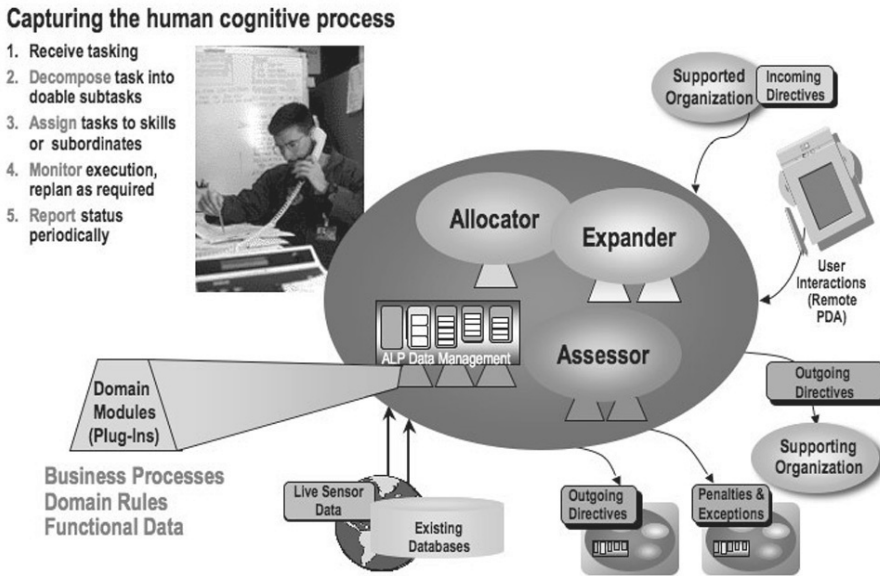 Capturing the human cognitive process
1. Receive tasking
2. Decompose task into
doable subtasks
3. Assign tasks to skills
or subordinates
4. Monitor execution,
replan as required
5. Report status
periodically
Supported
Organization
Incoming
Directives
Allocator
Expander
User
Interactions
(Remote
PDA)
ALP Data Management
Assessor
Domain
Modules
(Plug-Ins)
Outgoing
Directives
Supporting
Organization
Business Processes
Domain Rules
Functional Data
Live Sensor
Data
Existing
Databases
Outgoing
Directives
Penalties &
Exceptions